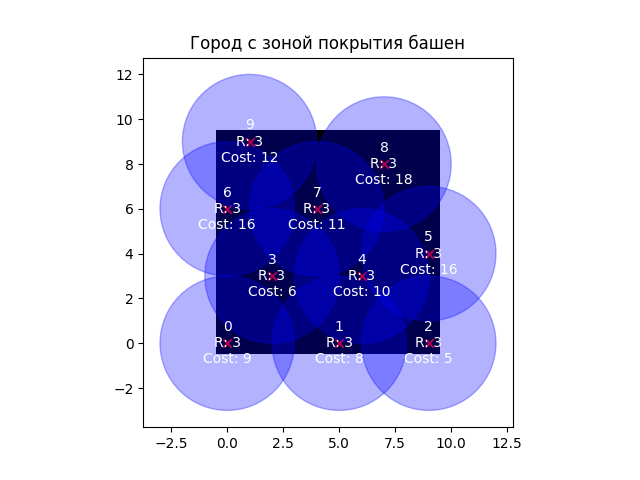 Город с зоной покрытия башен
12
10
8
6
4
2
0
−2
−2.5
0.0
2.5
5.0
7.5
10.0
12.5
9
R: 3
Cost: 12
8
R: 3
Cost: 18
6
R: 3
Cost: 16
7
R: 3
Cost: 11
5
R: 3
Cost: 16
3
R: 3
Cost: 6
4
R: 3
Cost: 10
0
R: 3
Cost: 9
1
R: 3
Cost: 8
2
R: 3
Cost: 5